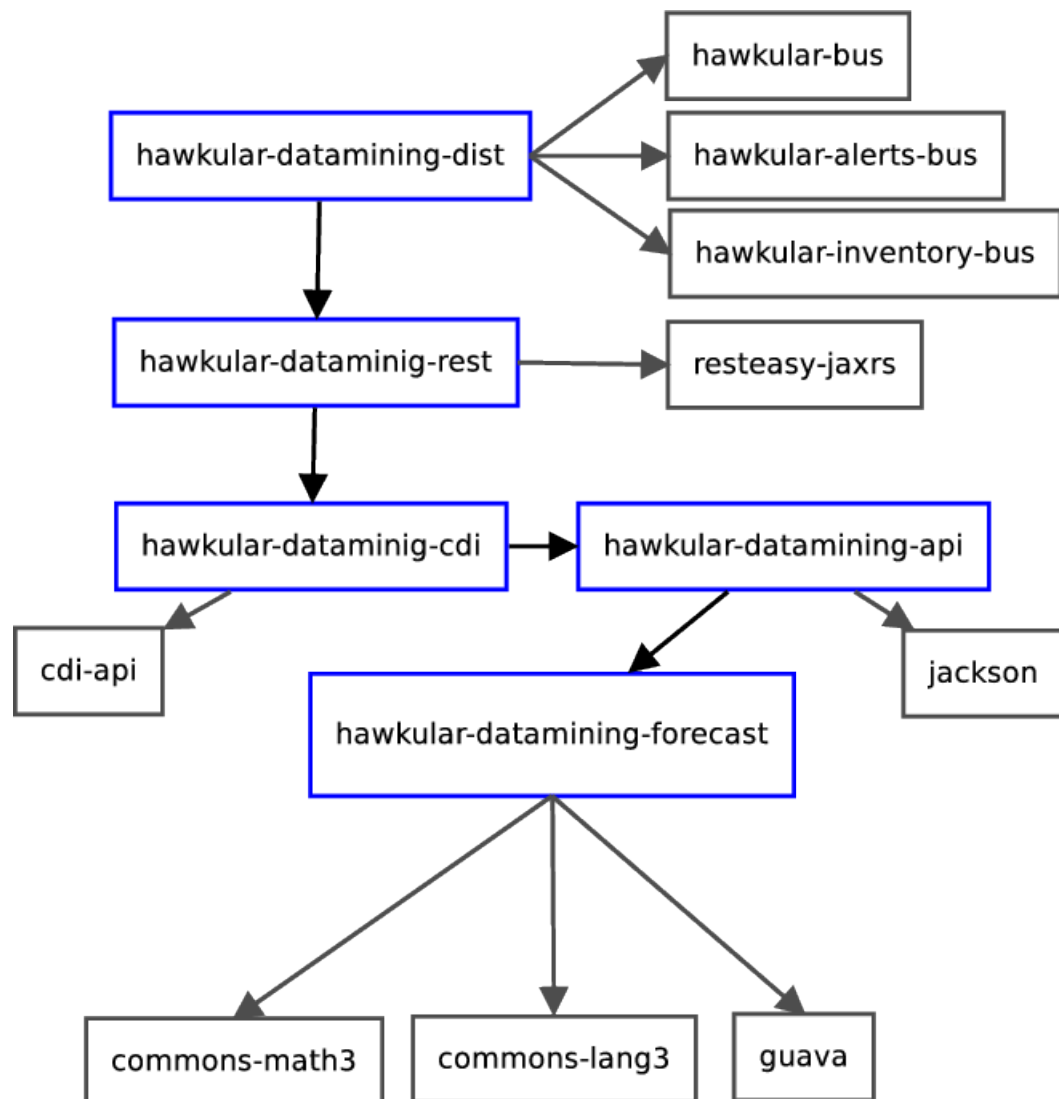 hawkular-bus
hawkular-datamining-dist
hawkular-alerts-bus
hawkular-inventory-bus
hawkular-dataminig-rest
resteasy-jaxrs
hawkular-dataminig-cdi
hawkular-datamining-api
cdi-api
jackson
hawkular-datamining-forecast
commons-math3
commons-lang3
guava